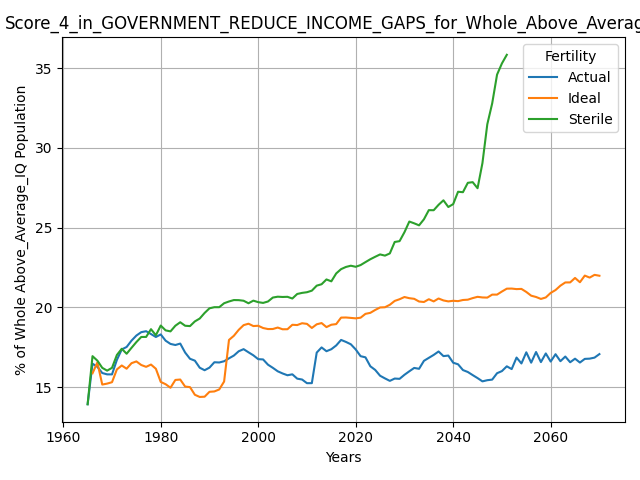 Score_4_in_GOVERNMENT_REDUCE_INCOME_GAPS_for_Whole_Above_Averag
Fertility
Actual
Ideal
Sterile
% of Whole Above_Average_IQ Population
35
30
25
20
15
1960
1980
2000
2020
2040
2060
Years